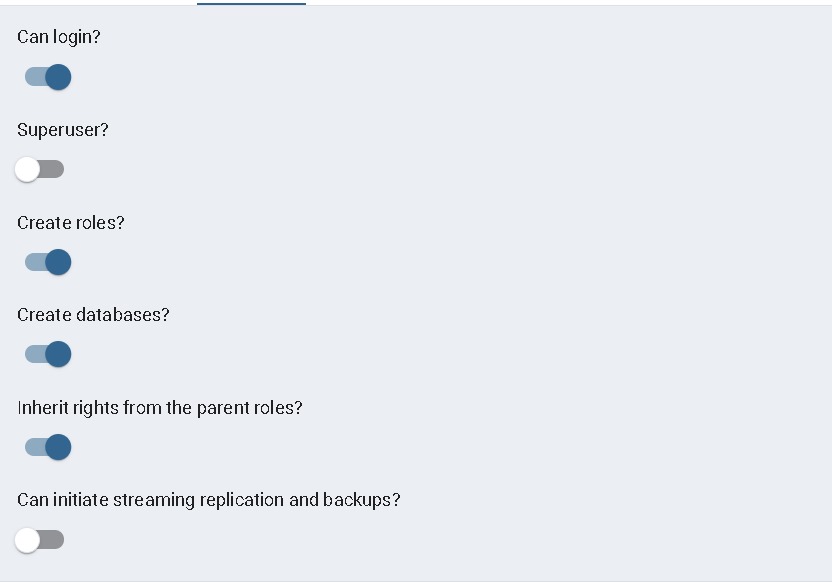 Can login?
Superuser?
Create roles?
Create databases?
Inherit rights from the parent roles?
Can initiate streaming replication and backups?